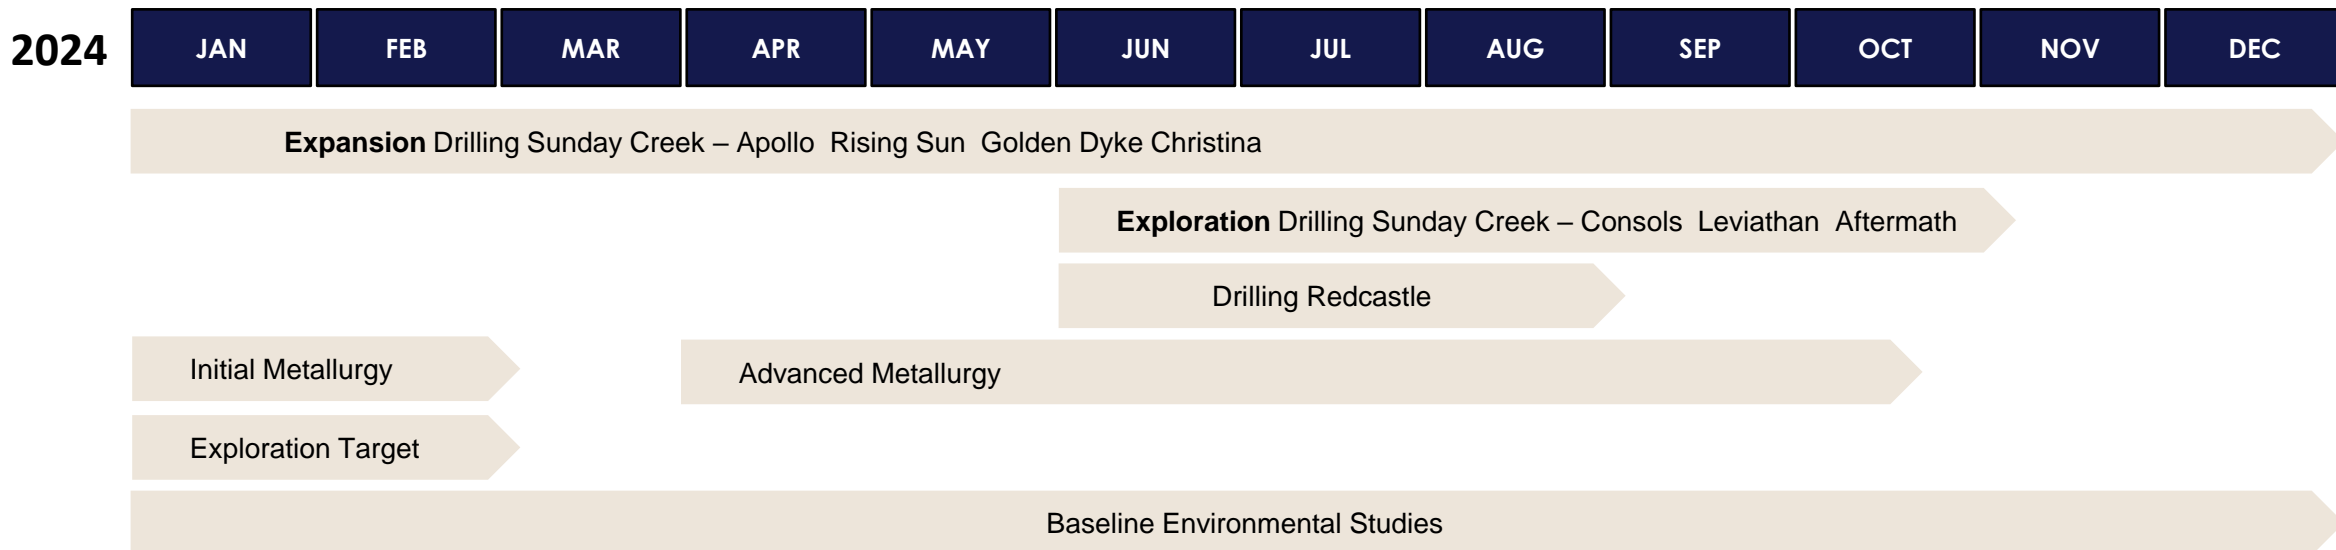 2024 JAN FEB MAR APR MAY JUN JUL AUG SEP OCT NOV DEC
Expansion Drilling Sunday Creek – Apollo Rising Sun Golden Dyke Christina
Exploration Drilling Sunday Creek – Consols Leviathan Aftermath
Drilling Redcastle
Initial Metallurgy
Advanced Metallurgy
Exploration Target
Baseline Environmental Studies